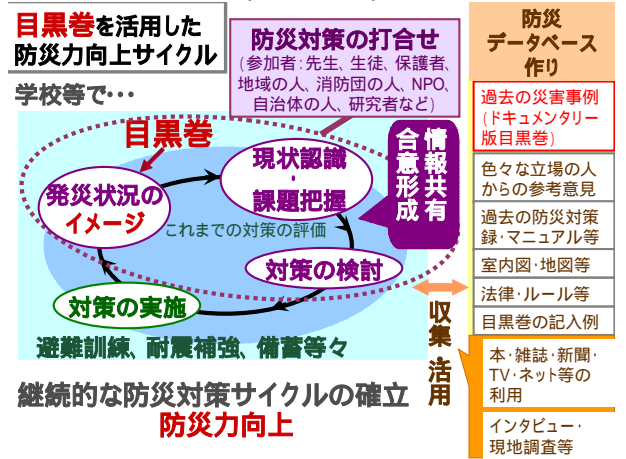 目黒巻を活用した
防災力向上サイクル
学校等で・・・
防災対策の打合せ
(参加者：先生、生徒、保護者、
地域の人、消防団の人、NPO、
自治体の人、研究者など)
目黒巻
発災状況の
イメージ
現状認識
・
課題把握
情報共有
合意形成
これまでの対策の評価
対策の検討
対策の実施
避難訓練、耐震補強、備蓄等々
継続的な防災対策サイクルの確立
防災力向上
収集・活用
防災
データベース
作り
過去の災害事例
(ドキュメンタリー
版目黒巻)
色々な立場の人
からの参考意見
過去の防災対策
録・マニュアル等
室内図・地図等
法律・ルール等
目黒巻の記入例
本・雑誌・新聞・
TV・ネット等の
利用
インタビュー・
現地調査等